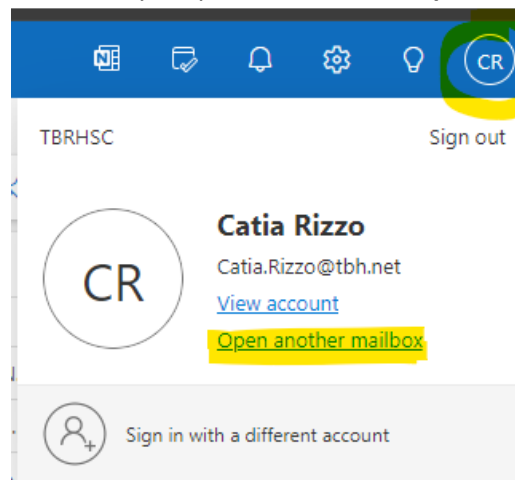 CR
TBRHSC Sign out
CR
Catia Rizzo
Catia.Rizzo@tbh.net
View account
Open another mailbox
Sign in with a different account